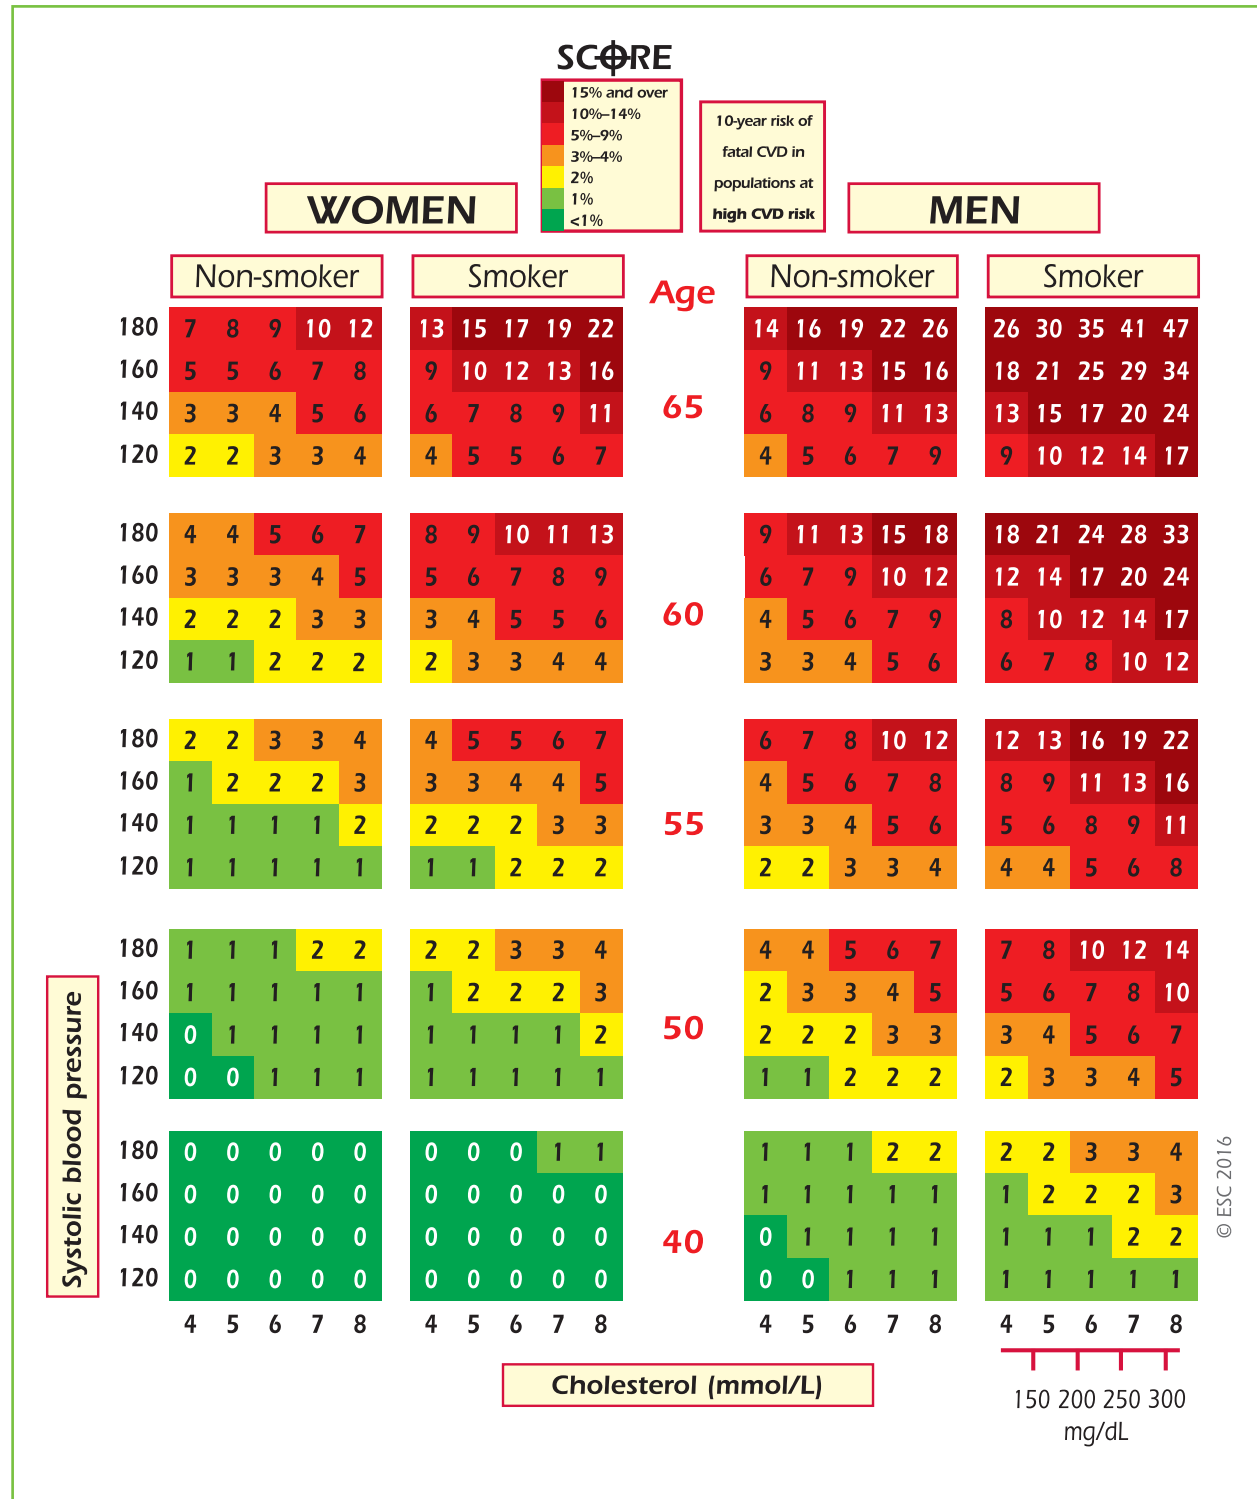 SCORE
15% and over
10%–14%
5%–9%
3%–4%
2%
1%
<1%
10-year risk of
fatal CVD in
populations at
high CVD risk
WOMEN
MEN
Non-smoker Smoker Age Non-smoker Smoker
180 7 8 9 10 12 13 15 17 19 22 14 16 19 22 26 26 30 35 41 47
160 5 5 6 7 8 9 10 12 13 16 9 11 13 15 16 18 21 25 29 34
65
140 3 3 4 5 6 6 7 8 9 11 6 8 9 11 13 13 15 17 20 24
120 2 2 3 3 4 4 5 5 6 7 4 5 6 7 9 9 10 12 14 17
180 4 4 5 6 7 8 9 10 11 13 9 11 13 15 18 18 21 24 28 33
160 3 3 3 4 5 5 6 7 8 9 6 7 9 10 12 12 14 17 20 24
60
140 2 2 2 3 3 3 4 5 5 6 4 5 6 7 9 8 10 12 14 17
120 1 1 2 2 2 2 3 3 4 4 3 3 4 5 6 6 7 8 10 12
180 2 2 3 3 4 4 5 5 6 7 6 7 8 10 12 12 13 16 19 22
160 1 2 2 2 3 3 3 4 4 5 4 5 6 7 8 8 9 11 13 16
55
140 1 1 1 1 2 2 2 2 3 3 3 3 4 5 6 5 6 8 9 11
120 1 1 1 1 1 1 1 2 2 2 2 2 3 3 4 4 4 5 6 8
180 1 1 1 2 2 2 2 3 3 4 4 4 5 6 7 7 8 10 12 14
160 1 1 1 1 1 1 2 2 2 3 2 3 3 4 5 5 6 7 8 10
50
140 0 1 1 1 1 1 1 1 1 2 2 2 2 3 3 3 4 5 6 7
120 0 0 1 1 1 1 1 1 1 1 1 1 2 2 2 2 3 3 4 5
180 0 0 0 0 0 0 0 0 1 1 1 1 1 2 2 2 2 3 3 4
160 0 0 0 0 0 0 0 0 0 0 1 1 1 1 1 1 2 2 2 3
40
140 0 0 0 0 0 0 0 0 0 0 0 1 1 1 1 1 1 1 2 2
120 0 0 0 0 0 0 0 0 0 0 0 0 1 1 1 1 1 1 1 1
4 5 6 7 8 4 5 6 7 8 4 5 6 7 8 4 5 6 7 8
Systolic blood pressure
Cholesterol (mmol/L)
150 200 250 300
mg/dL
© ESC 2016